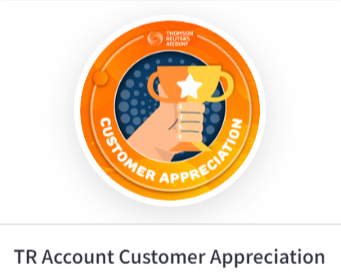 THOMSON
REUTERS
ACCOUNT
CUSTOMER APPRECIATION
TR Account Customer Appreciation